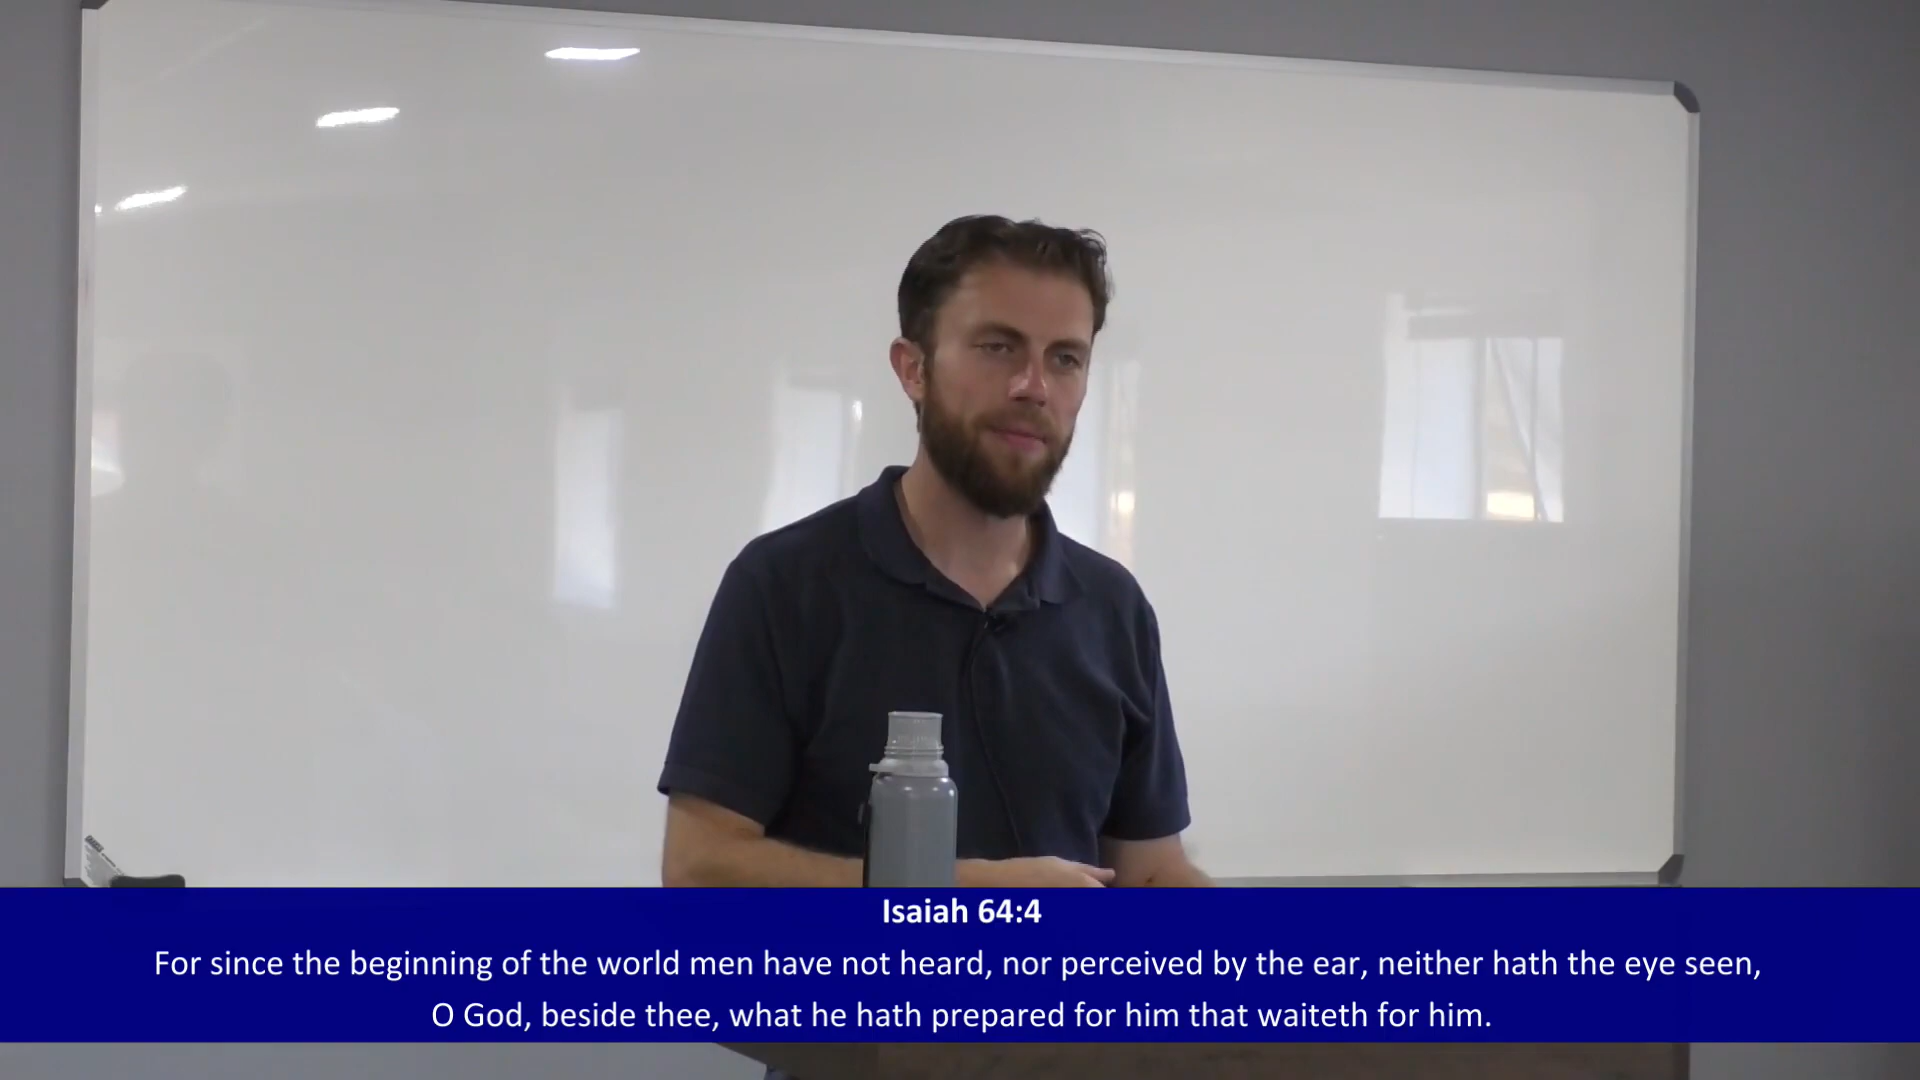 Isaiah 64:4
For since the beginning of the world men have not heard, nor perceived by the ear, neither hath the eye seen,
O God, beside thee, what he hath prepared for him that waiteth for him.